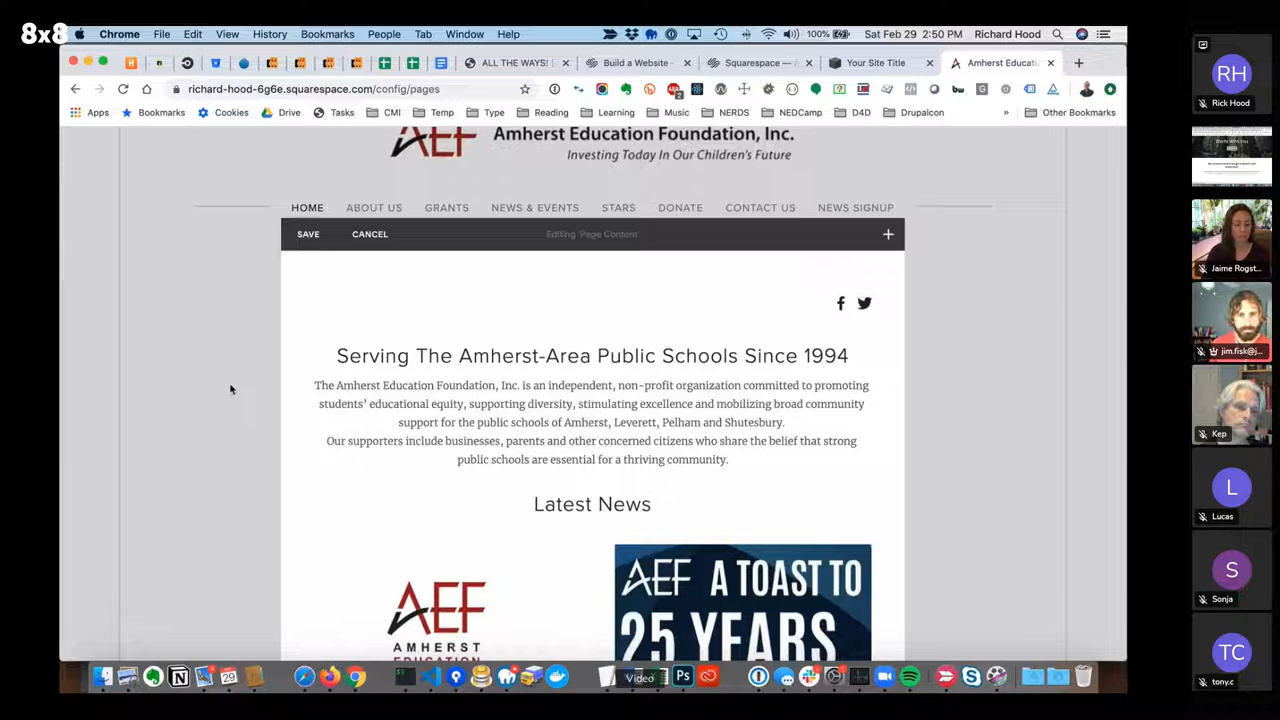 8x8
Chrome File Edit View History Bookmarks People Tab Window Help 100% Sat Feb 29 2:50 PM Richard Hood
ALL THE WAYS! Build a Website - Squarespace — Your Site Title Amherst Educati
richard-hood-6g6e.squarespace.com/config/pages
Apps Bookmarks Cookies Drive Tasks CMI Temp Type Reading Learning Music NERDS NEDCamp D4D Drupalcon » Other Bookmarks
AEF Amherst Education Foundation, Inc.
Investing Today In Our Children's Future
HOME ABOUT US GRANTS NEWS & EVENTS STARS DONATE CONTACT US NEWS SIGNUP
SAVE CANCEL Editing 'Page Content' +
Serving The Amherst-Area Public Schools Since 1994
The Amherst Education Foundation, Inc. is an independent, non-profit organization committed to promoting
students' educational equity, supporting diversity, stimulating excellence and mobilizing broad community
support for the public schools of Amherst, Leverett, Pelham and Shutesbury.
Our supporters include businesses, parents and other concerned citizens who share the belief that strong
public schools are essential for a thriving community.
Latest News
AEF
AMHERST
EDUCATION
AEF A TOAST TO
25 YEARS
29 Video Ps
RH
Rick Hood
Jaime Rogst...
jim.fisk@j...
Kep
L
Lucas
S
Sonja
TC
tony.c